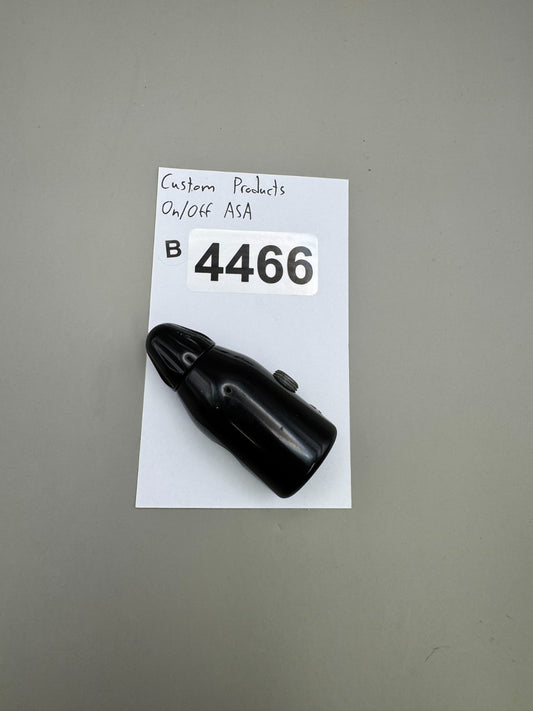 Custom Products
On/Off ASA
B 4466